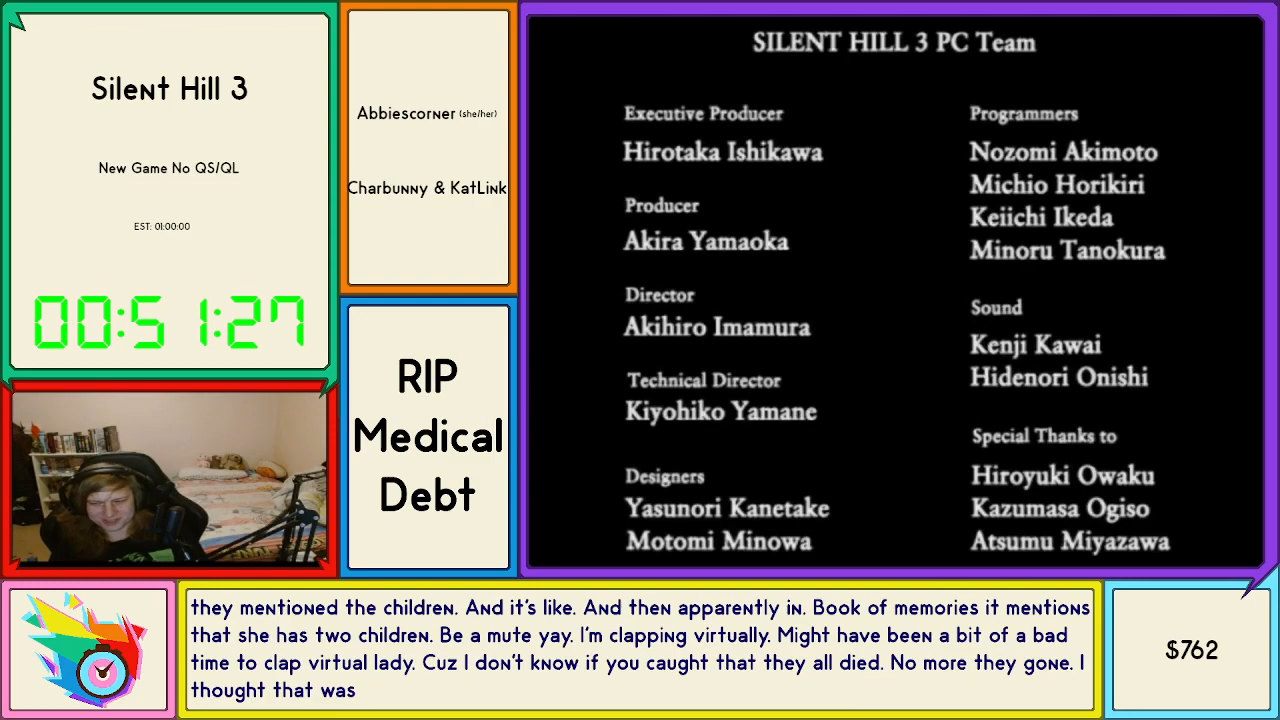 Silent Hill 3
New Game No QS/QL
EST: 01:00:00
00:51:27
Abbiescorner (she/her)
Charbunny & KatLink
RIP
Medical
Debt
SILENT HILL 3 PC Team
Executive Producer
Hirotaka Ishikawa
Producer
Akira Yamaoka
Director
Akihiro Imamura
Technical Director
Kiyohiko Yamane
Designers
Yasunori Kanetake
Motomi Minowa
Programmers
Nozomi Akimoto
Michio Horikiri
Keiichi Ikeda
Minoru Tanokura
Sound
Kenji Kawai
Hidenori Onishi
Special Thanks to
Hiroyuki Owaku
Kazumasa Ogiso
Atsumu Miyazawa
they mentioned the children. And it's like. And then apparently in. Book of memories it mentions
that she has two children. Be a mute yay. I'm clapping virtually. Might have been a bit of a bad
time to clap virtual lady. Cuz I don't know if you caught that they all died. No more they gone. I
thought that was
$762